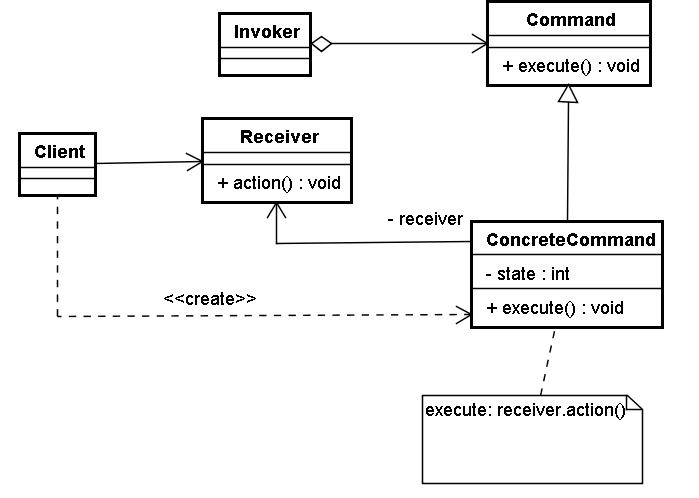 Command
Invoker
+ execute() : void
Receiver
Client
+ action() : void
- receiver
ConcreteCommand
- state : int
<<create>>
+ execute() : void
execute: receiver.action()